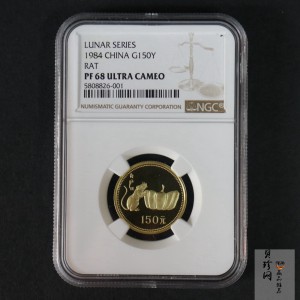 LUNAR SERIES
1984 CHINA G150Y
RAT
PF 68 ULTRA CAMEO
5808826-001
NUMISMATIC GUARANTY CORPORATION
NGC
150元